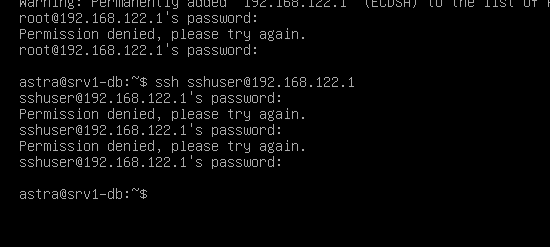 Warning: Permanently added '192.168.122.1' (ECDSA) to the list of
root@192.168.122.1's password:
Permission denied, please try again.
root@192.168.122.1's password:
astra@srv1-db:~$ ssh sshuser@192.168.122.1
sshuser@192.168.122.1's password:
Permission denied, please try again.
sshuser@192.168.122.1's password:
Permission denied, please try again.
sshuser@192.168.122.1's password:
astra@srv1-db:~$